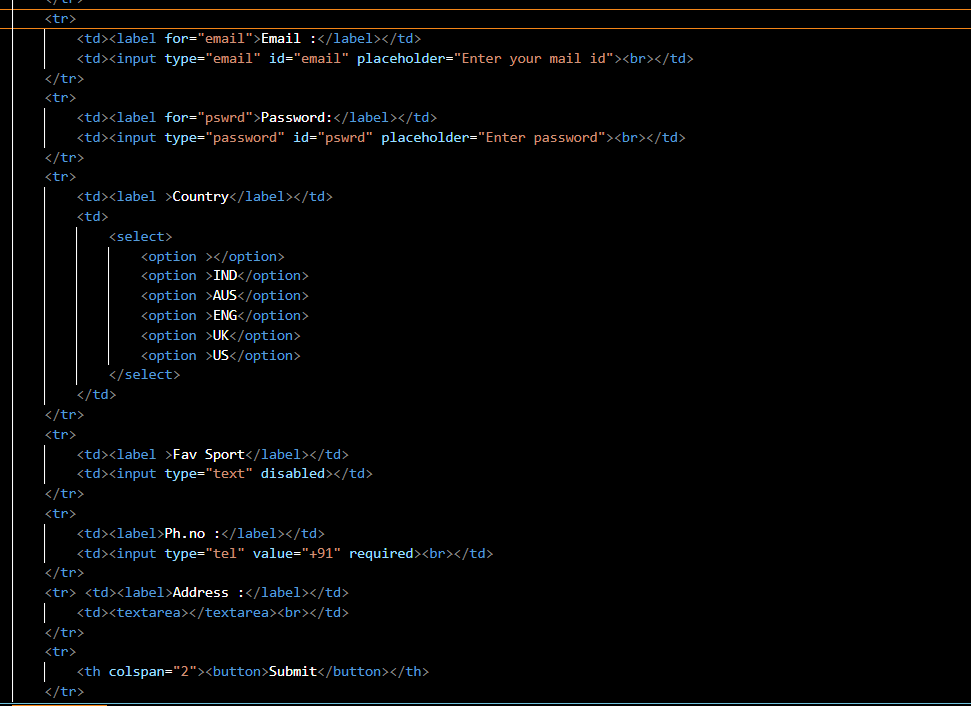 </tr>
<tr>
<td><label for="email">Email :</label></td>
<td><input type="email" id="email" placeholder="Enter your mail id"><br></td>
</tr>
<tr>
<td><label for="pswrd">Password:</label></td>
<td><input type="password" id="pswrd" placeholder="Enter password"><br></td>
</tr>
<tr>
<td><label >Country</label></td>
<td>
<select>
<option ></option>
<option >IND</option>
<option >AUS</option>
<option >ENG</option>
<option >UK</option>
<option >US</option>
</select>
</td>
</tr>
<tr>
<td><label >Fav Sport</label></td>
<td><input type="text" disabled></td>
</tr>
<tr>
<td><label>Ph.no :</label></td>
<td><input type="tel" value="+91" required><br></td>
</tr>
<tr> <td><label>Address :</label></td>
<td><textarea></textarea><br></td>
</tr>
<tr>
<th colspan="2"><button>Submit</button></th>
</tr>